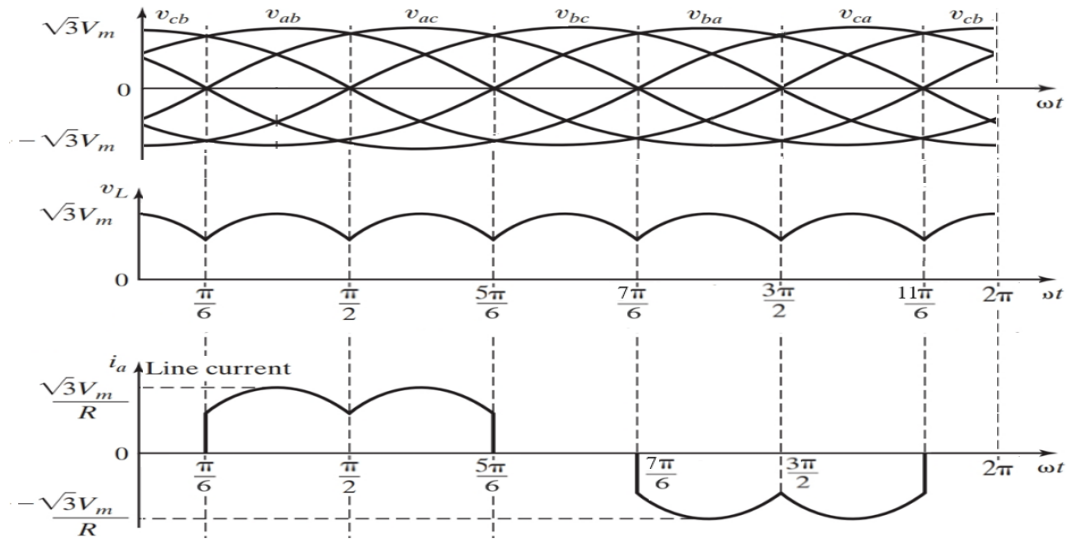 √3V_m v_cb v_ab v_ac v_bc v_ba v_ca v_cb
0 ωt
-√3V_m
v_L
√3V_m
0 π/6 π/2 5π/6 7π/6 3π/2 11π/6 2π ωt
i_a Line current
√3V_m/R
0 π/6 π/2 5π/6 7π/6 3π/2 2π ωt
-√3V_m/R